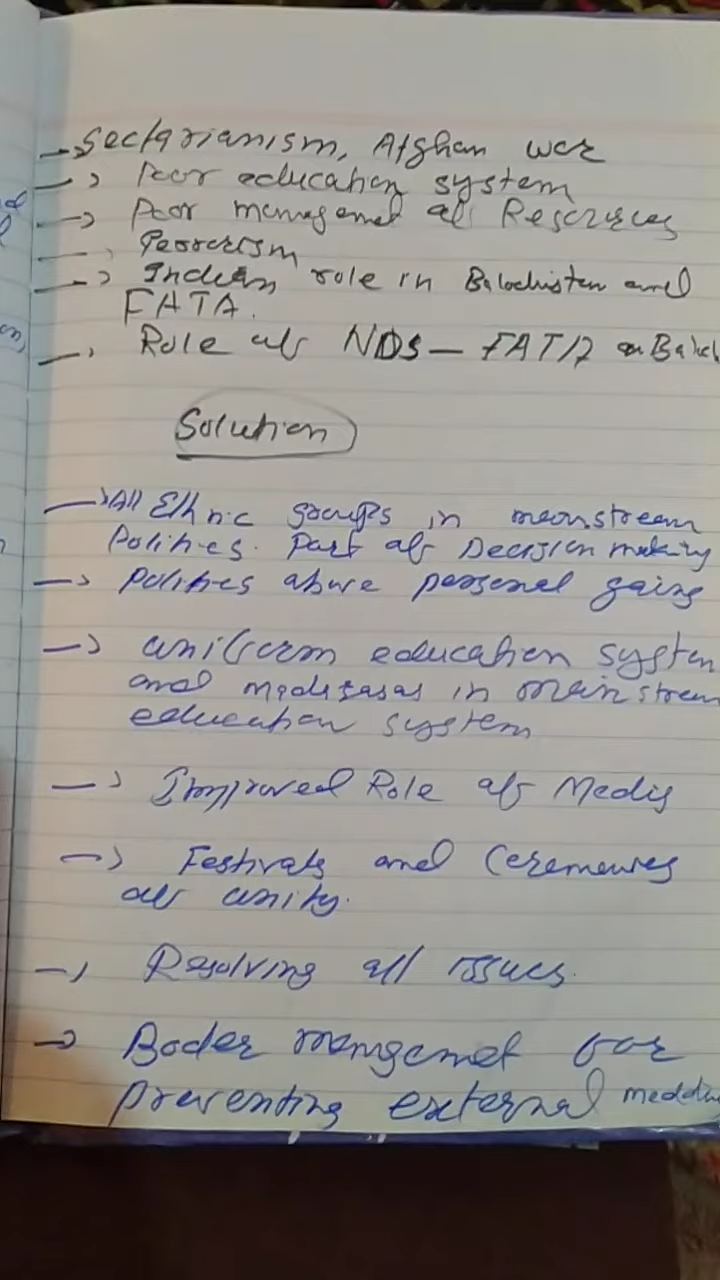 → Sectarianism, Afghan war
→ Poor education system
→ Poor managemet of Resources
→ Terrorism
→ Indian role in Balochistan and
FATA.
→ Role of NDS – FATA
Solution
→ All Ethnic groups in mainstream
Politics. Part of Decision making
→ Politics above personal gains
→ uniform education system
and madrasas in mainstream
education system
→ Improved Role of Media
→ Festivals and Ceremonies
of unity.
→ Resolving all issues.
→ Boder mangemet for
preventing external